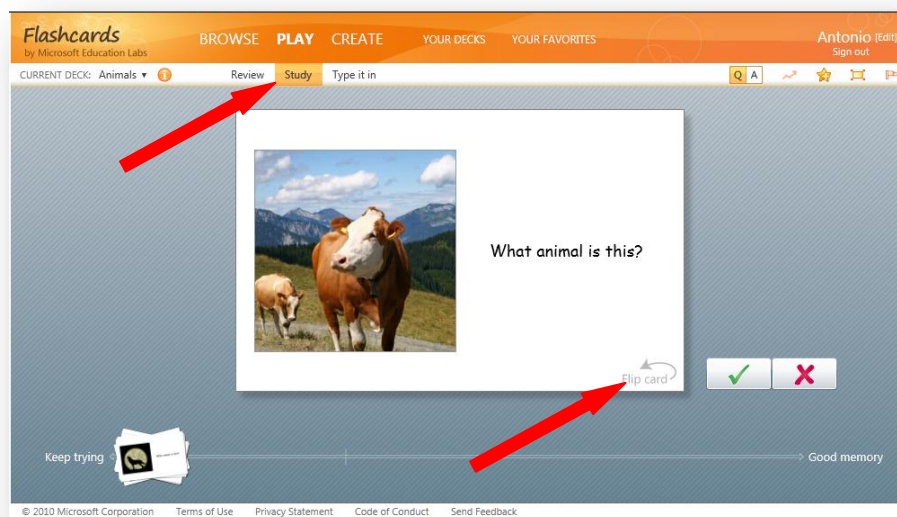 Flashcards
by Microsoft Education Labs
BROWSE PLAY CREATE YOUR DECKS YOUR FAVORITES
Antonio [Edit]
Sign out
CURRENT DECK: Animals
Review Study Type it in
Q A
What animal is this?
Flip card
Keep trying
Good memory
© 2010 Microsoft Corporation Terms of Use Privacy Statement Code of Conduct Send Feedback